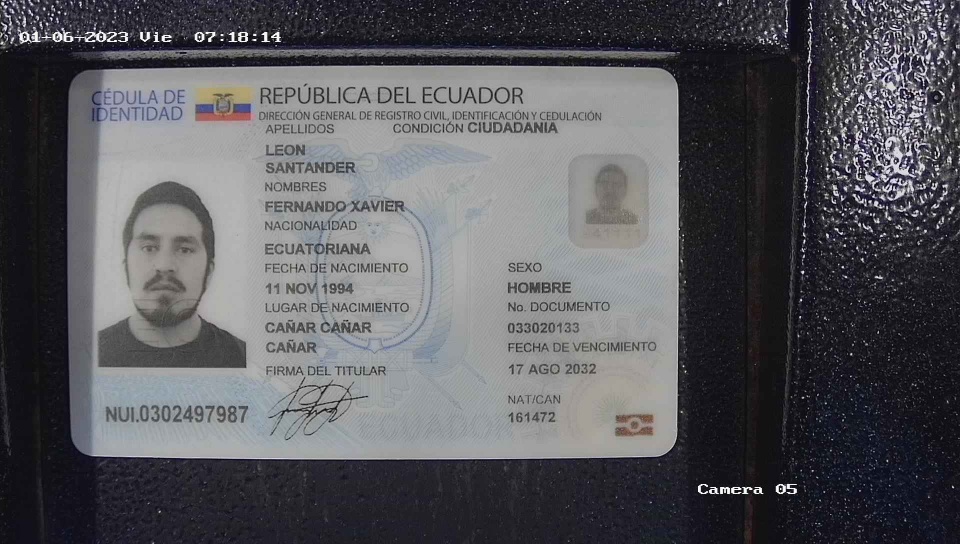 01-06-2023 Vie 07:18:14
CÉDULA DE
IDENTIDAD
REPÚBLICA DEL ECUADOR
DIRECCIÓN GENERAL DE REGISTRO CIVIL, IDENTIFICACIÓN Y CEDULACIÓN
APELLIDOS CONDICIÓN CIUDADANIA
LEON
SANTANDER
NOMBRES
FERNANDO XAVIER
NACIONALIDAD
ECUATORIANA
FECHA DE NACIMIENTO
11 NOV 1994
LUGAR DE NACIMIENTO
CAÑAR CAÑAR
CAÑAR
FIRMA DEL TITULAR
SEXO
HOMBRE
No. DOCUMENTO
033020133
FECHA DE VENCIMIENTO
17 AGO 2032
NAT/CAN
161472
NUI.0302497987
Camera 05